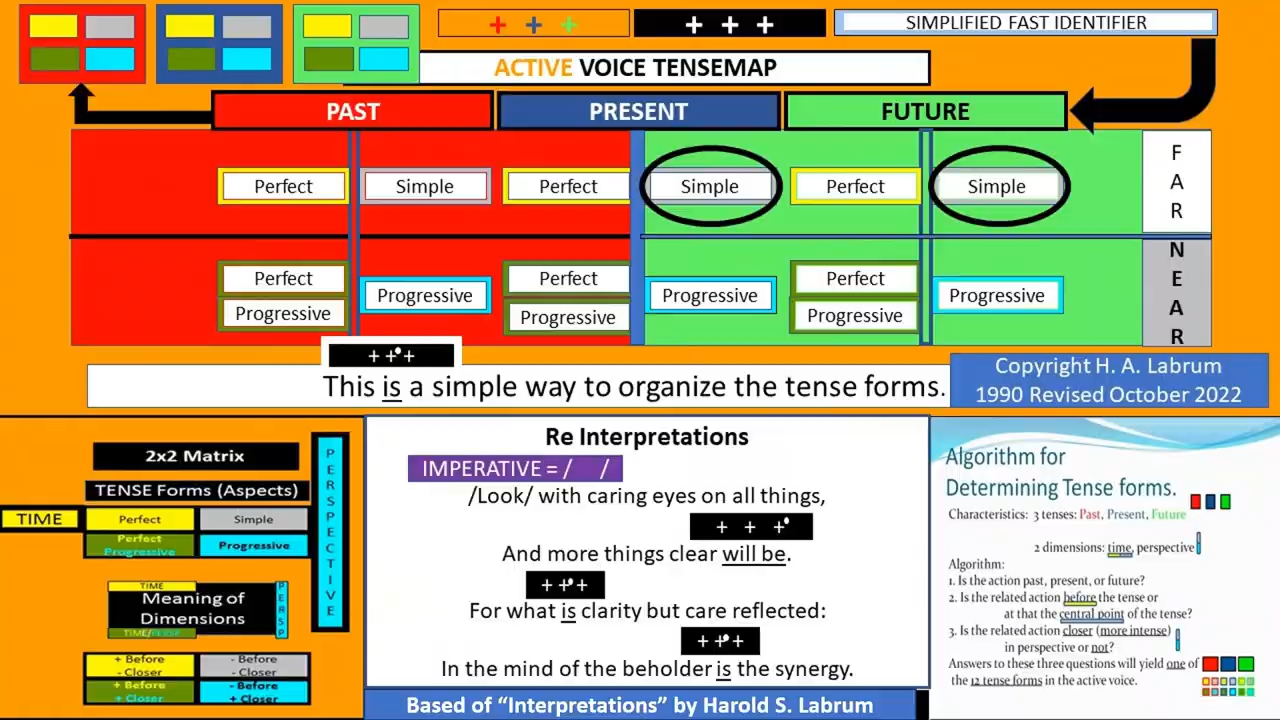 + + +
+ + +
SIMPLIFIED FAST IDENTIFIER
ACTIVE VOICE TENSEMAP
PAST
PRESENT
FUTURE
Perfect
Simple
Perfect
Simple
Perfect
Simple
FAR
Perfect
Progressive
Progressive
Perfect
Progressive
Progressive
Perfect
Progressive
Progressive
NEAR
+ + +
This is a simple way to organize the tense forms.
Copyright H. A. Labrum
1990 Revised October 2022
2x2 Matrix
TENSE Forms (Aspects)
TIME
Perfect
Simple
Perfect
Progressive
Progressive
PERSPECTIVE
TIME
Meaning of
Dimensions
PERSP
TIME/PERSP
+ Before
- Closer
- Before
- Closer
+ Before
+ Closer
- Before
+ Closer
Re Interpretations
IMPERATIVE = / /
/Look/ with caring eyes on all things,
+ + +
And more things clear will be.
+ + +
For what is clarity but care reflected:
+ + +
In the mind of the beholder is the synergy.
Based of “Interpretations” by Harold S. Labrum
Algorithm for
Determining Tense forms.
Characteristics: 3 tenses: Past, Present, Future
2 dimensions: time, perspective
Algorithm:
1. Is the action past, present, or future?
2. Is the related action before the tense or
at that the central point of the tense?
3. Is the related action closer (more intense)
in perspective or not?
Answers to these three questions will yield one of
the 12 tense forms in the active voice.